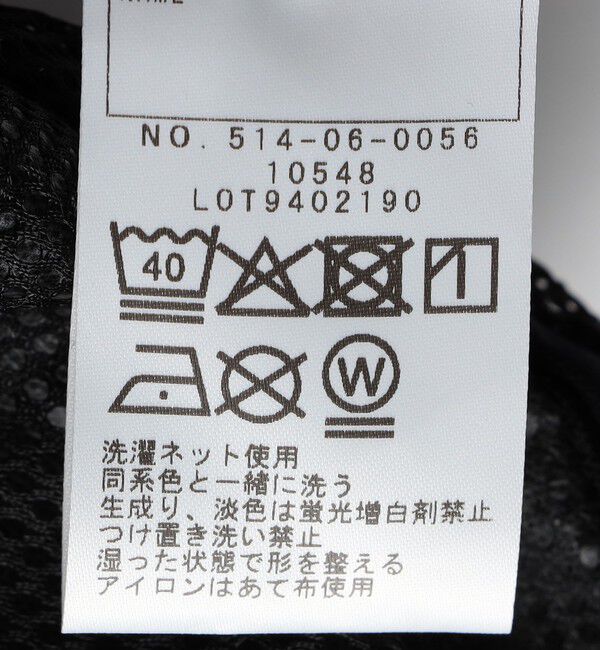 NO. 514-06-0056
10548
LOT9402190
40
W
洗濯ネット使用
同系色と一緒に洗う
生成り、淡色は蛍光増白剤禁止
つけ置き洗い禁止
湿った状態で形を整える
アイロンはあて布使用